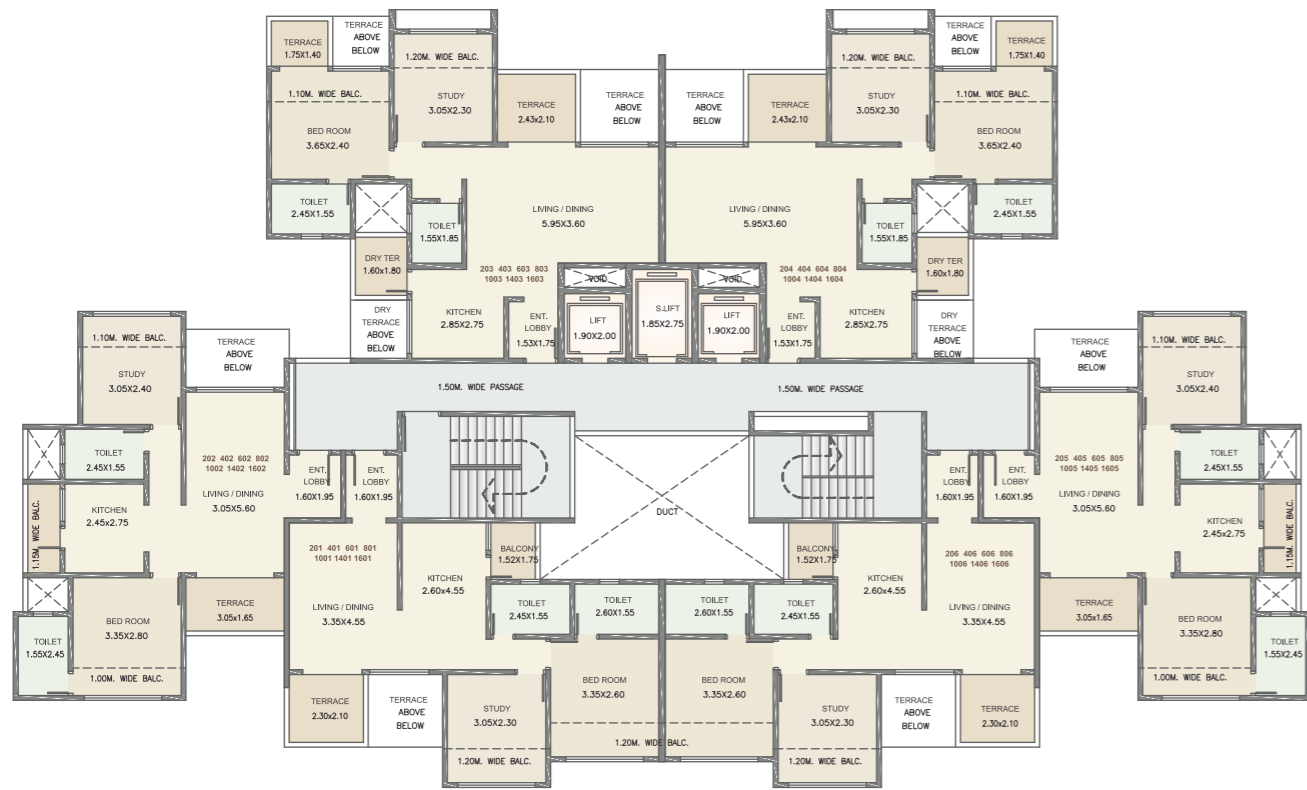 TERRACE
1.75X1.40
TERRACE
ABOVE
BELOW
1.20M. WIDE BALC.
STUDY
3.05X2.30
1.10M. WIDE BALC.
BED ROOM
3.65X2.40
TERRACE
2.43x2.10
TERRACE
ABOVE
BELOW
TERRACE
ABOVE
BELOW
TERRACE
2.43x2.10
1.20M. WIDE BALC.
STUDY
3.05X2.30
TERRACE
ABOVE
BELOW
TERRACE
1.75X1.40
1.10M. WIDE BALC.
BED ROOM
3.65X2.40
TOILET
2.45X1.55
TOILET
1.55X1.85
LIVING / DINING
5.95X3.60
LIVING / DINING
5.95X3.60
TOILET
1.55X1.85
TOILET
2.45X1.55
DRY TER
1.60x1.80
203 403 603 803
1003 1403 1603
VOID
VOID
204 404 604 804
1004 1404 1604
DRY TER
1.60x1.80
DRY
TERRACE
ABOVE
BELOW
KITCHEN
2.85X2.75
ENT.
LOBBY
1.53X1.75
LIFT
1.90X2.00
S.LIFT
1.85X2.75
LIFT
1.90X2.00
ENT.
LOBBY
1.53X1.75
KITCHEN
2.85X2.75
DRY
TERRACE
ABOVE
BELOW
1.10M. WIDE BALC.
STUDY
3.05X2.40
TERRACE
ABOVE
BELOW
1.50M. WIDE PASSAGE
1.50M. WIDE PASSAGE
TERRACE
ABOVE
BELOW
1.10M. WIDE BALC.
STUDY
3.05X2.40
TOILET
2.45X1.55
202 402 602 802
1002 1402 1602
LIVING / DINING
3.05X5.60
ENT.
LOBBY
1.60X1.95
ENT.
LOBBY
1.60X1.95
DUCT
ENT.
LOBBY
1.60X1.95
ENT.
LOBBY
1.60X1.95
205 405 605 805
1005 1405 1605
LIVING / DINING
3.05X5.60
TOILET
2.45X1.55
1.15M. WIDE BALC.
KITCHEN
2.45x2.75
KITCHEN
2.45x2.75
1.15M. WIDE BALC.
201 401 601 801
1001 1401 1601
LIVING / DINING
3.35X4.55
KITCHEN
2.60x4.55
BALCONY
1.52X1.75
BALCONY
1.52X1.75
KITCHEN
2.60x4.55
206 406 606 806
1006 1406 1606
LIVING / DINING
3.35X4.55
TERRACE
3.05x1.65
TOILET
2.45X1.55
TOILET
2.60X1.55
TOILET
2.60X1.55
TOILET
2.45X1.55
TERRACE
3.05x1.65
TOILET
1.55X2.45
BED ROOM
3.35X2.80
1.00M. WIDE BALC.
BED ROOM
3.35X2.80
1.00M. WIDE BALC.
TOILET
1.55X2.45
TERRACE
2.30x2.10
TERRACE
ABOVE
BELOW
STUDY
3.05X2.30
1.20M. WIDE BALC.
BED ROOM
3.35X2.60
BED ROOM
3.35X2.60
1.20M. WIDE BALC.
STUDY
3.05X2.30
1.20M. WIDE BALC.
TERRACE
ABOVE
BELOW
TERRACE
2.30x2.10